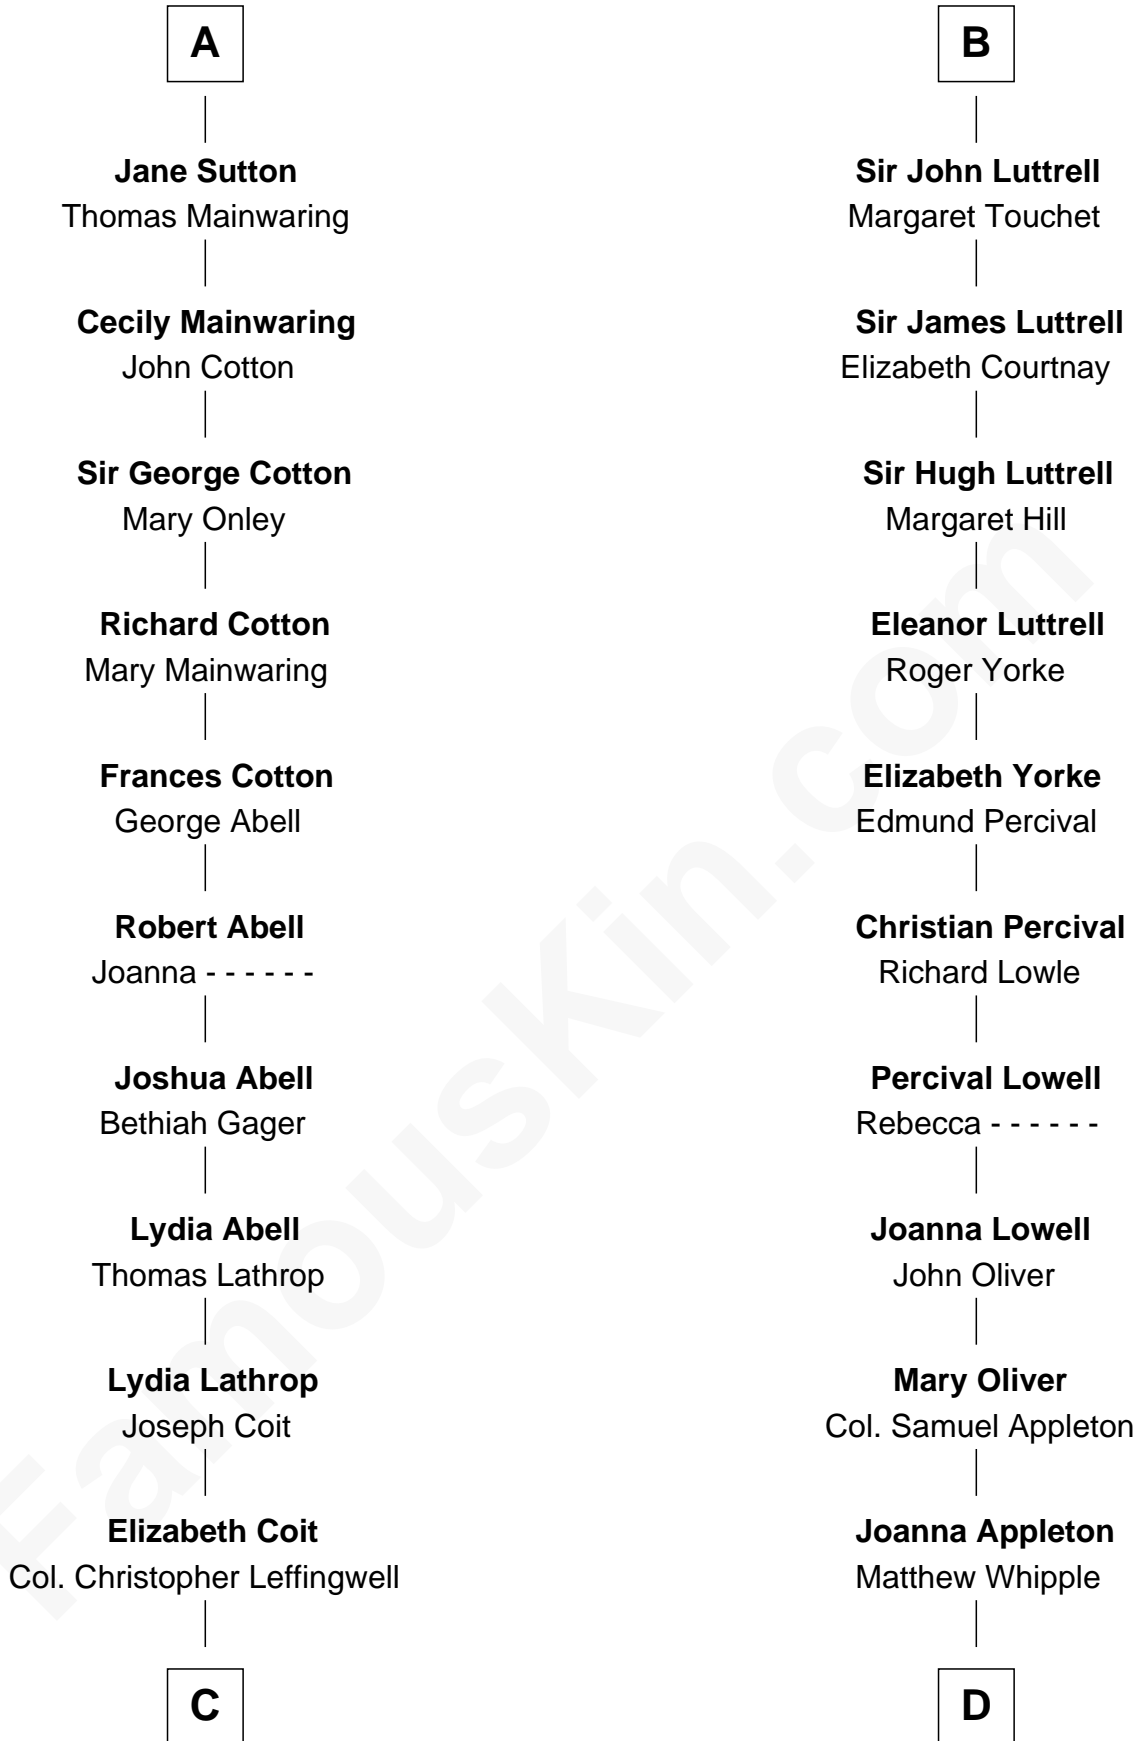 A
Jane Sutton
Thomas Mainwaring
Cecily Mainwaring
John Cotton
Sir George Cotton
Mary Onley
Richard Cotton
Mary Mainwaring
Frances Cotton
George Abell
Robert Abell
Joanna - - - - - -
Joshua Abell
Bethiah Gager
Lydia Abell
Thomas Lathrop
Lydia Lathrop
Joseph Coit
Elizabeth Coit
Col. Christopher Leffingwell
C
B
Sir John Luttrell
Margaret Touchet
Sir James Luttrell
Elizabeth Courtnay
Sir Hugh Luttrell
Margaret Hill
Eleanor Luttrell
Roger Yorke
Elizabeth Yorke
Edmund Percival
Christian Percival
Richard Lowle
Percival Lowell
Rebecca - - - - - -
Joanna Lowell
John Oliver
Mary Oliver
Col. Samuel Appleton
Joanna Appleton
Matthew Whipple
D
FamousKin.com